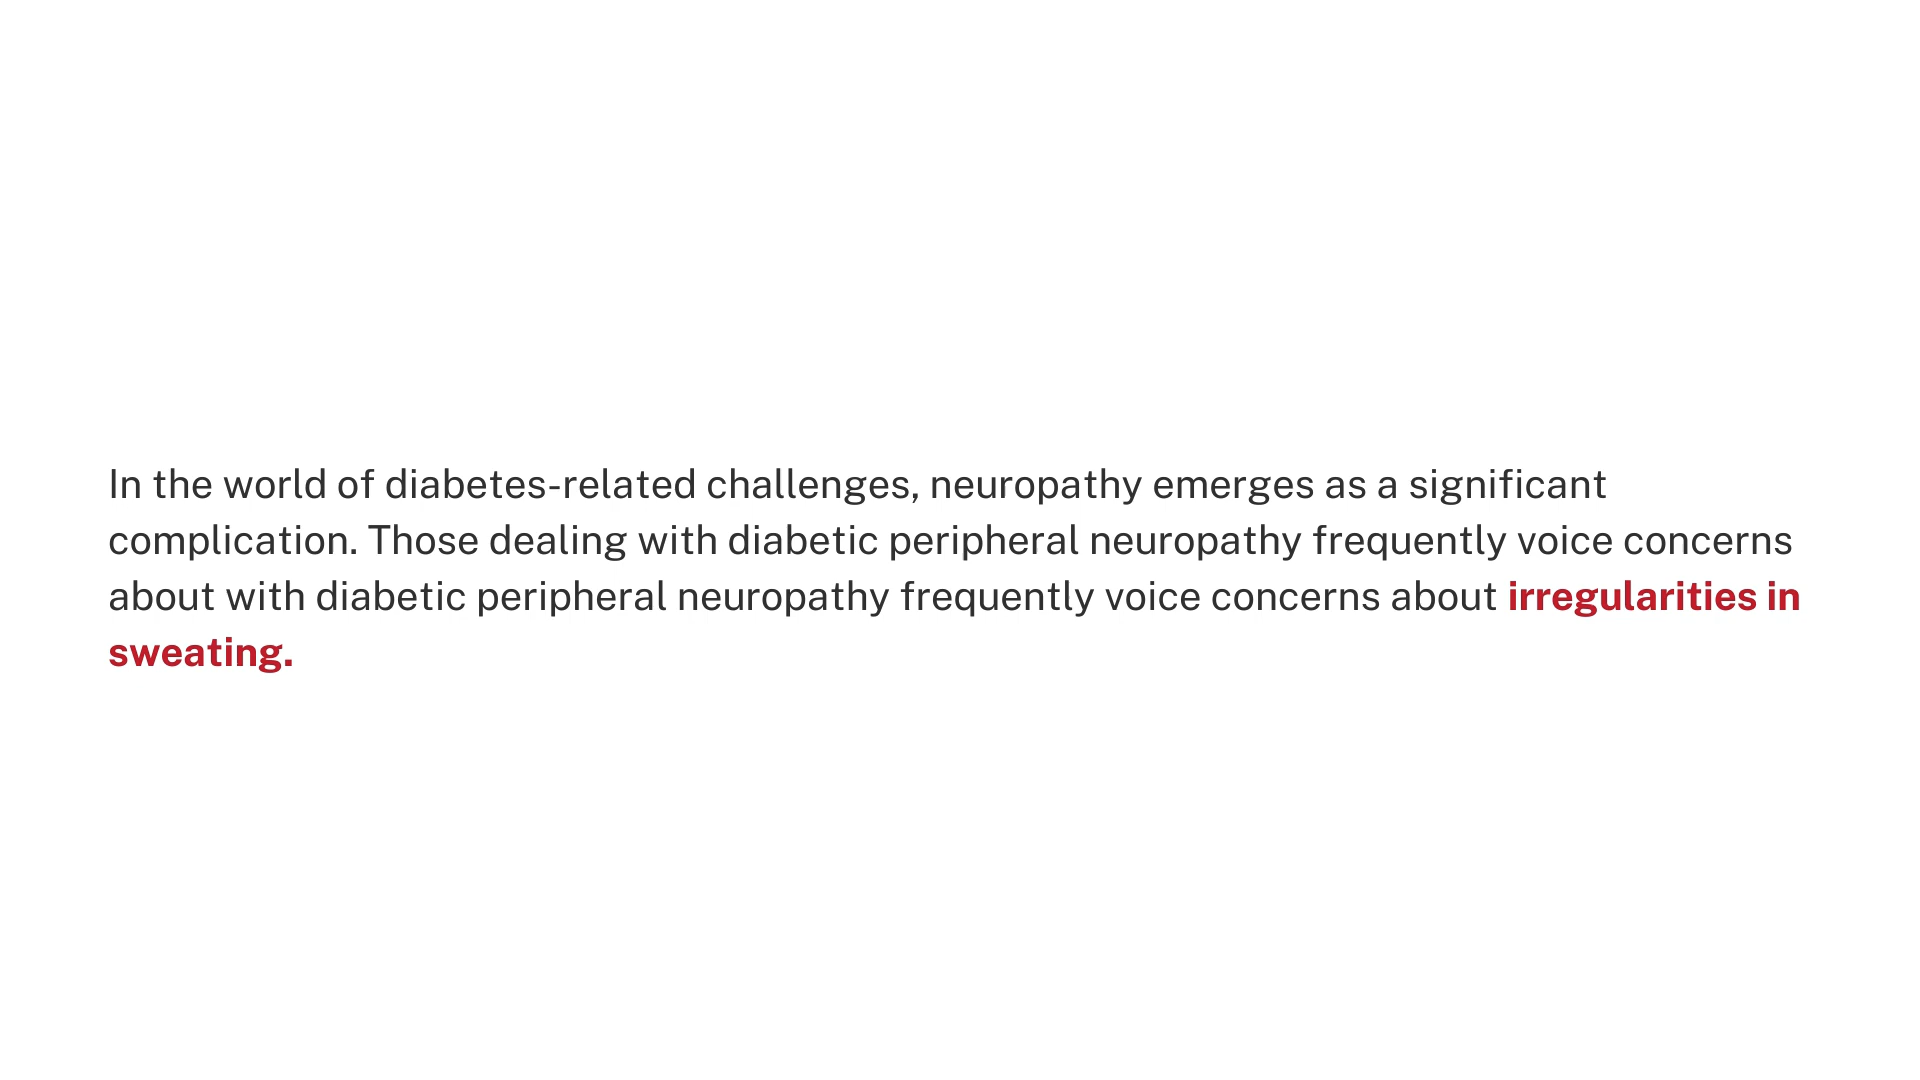 In the world of diabetes-related challenges, neuropathy emerges as a significant
complication. Those dealing with diabetic peripheral neuropathy frequently voice concerns
about with diabetic peripheral neuropathy frequently voice concerns about irregularities in
sweating.